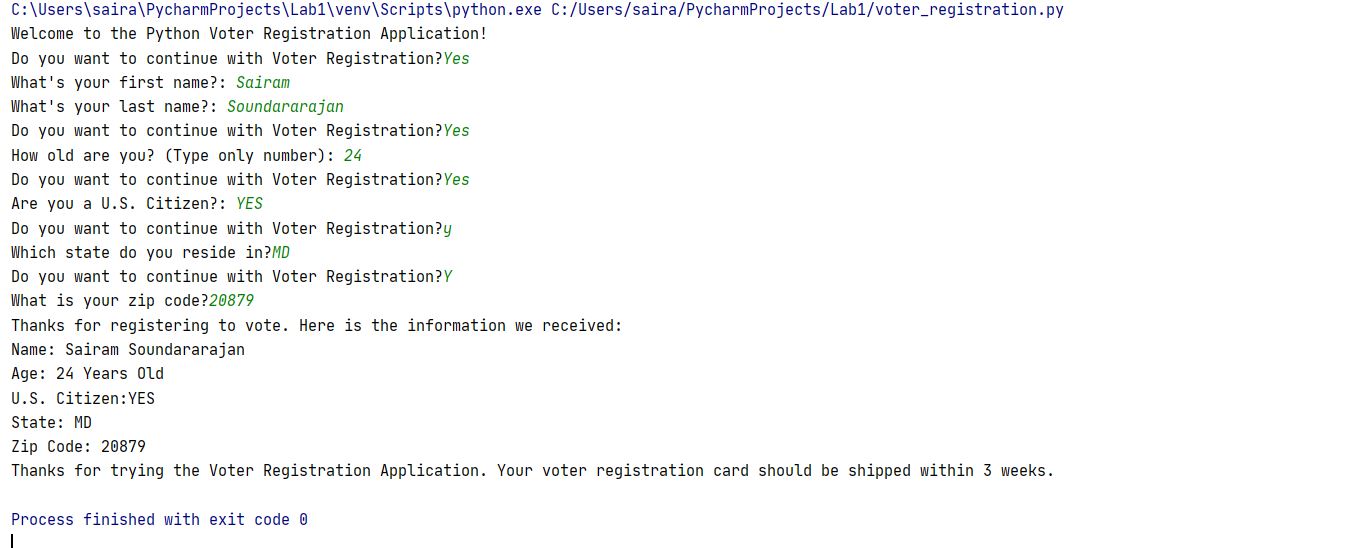 C:\Users\saira\PycharmProjects\Lab1\venv\Scripts\python.exe C:/Users/saira/PycharmProjects/Lab1/voter_registration.py
Welcome to the Python Voter Registration Application!
Do you want to continue with Voter Registration?Yes
What's your first name?: Sairam
What's your last name?: Soundararajan
Do you want to continue with Voter Registration?Yes
How old are you? (Type only number): 24
Do you want to continue with Voter Registration?Yes
Are you a U.S. Citizen?: YES
Do you want to continue with Voter Registration?y
Which state do you reside in?MD
Do you want to continue with Voter Registration?Y
What is your zip code?20879
Thanks for registering to vote. Here is the information we received:
Name: Sairam Soundararajan
Age: 24 Years Old
U.S. Citizen:YES
State: MD
Zip Code: 20879
Thanks for trying the Voter Registration Application. Your voter registration card should be shipped within 3 weeks.
Process finished with exit code 0